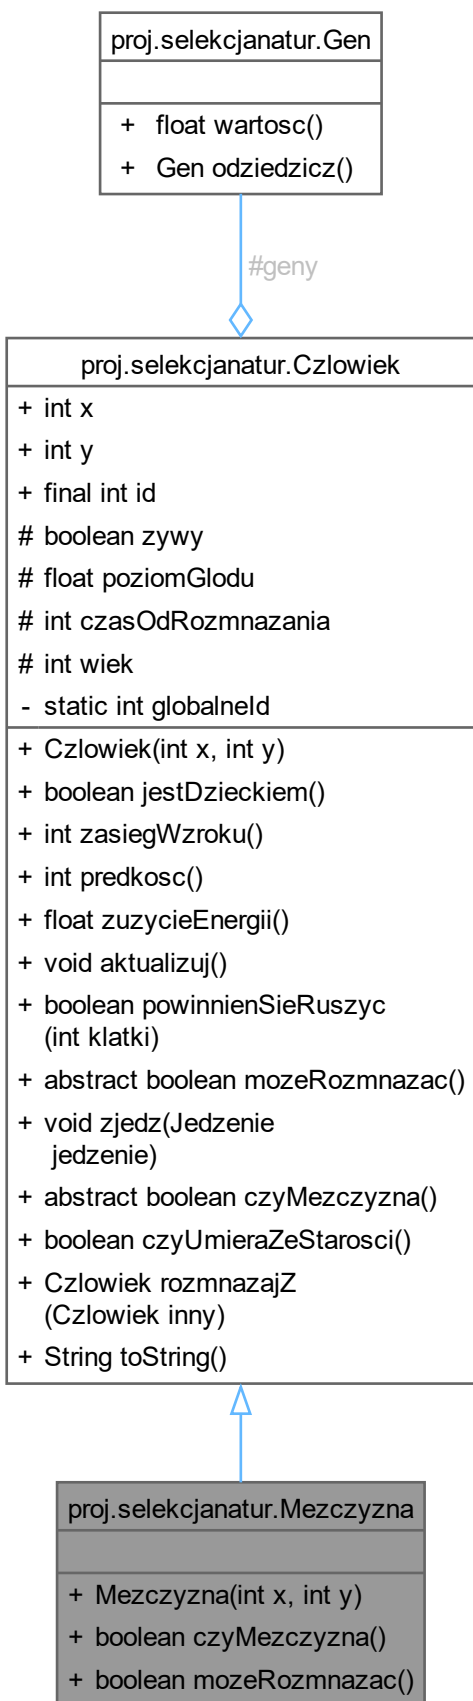 proj.selekcjanatur.Gen
+ float wartosc()
+ Gen odziedzicz()
#geny
proj.selekcjanatur.Czlowiek
+ int x
+ int y
+ final int id
# boolean zywy
# float poziomGlodu
# int czasOdRozmnazania
# int wiek
- static int globalneId
+ Czlowiek(int x, int y)
+ boolean jestDzieckiem()
+ int zasiegWzroku()
+ int predkosc()
+ float zuzycieEnergii()
+ void aktualizuj()
+ boolean powinnienSieRuszyc
(int klatki)
+ abstract boolean mozeRozmnazac()
+ void zjedz(Jedzenie
jedzenie)
+ abstract boolean czyMezczyzna()
+ boolean czyUmieraZeStarosci()
+ Czlowiek rozmnazajZ
(Czlowiek inny)
+ String toString()
proj.selekcjanatur.Mezczyzna
+ Mezczyzna(int x, int y)
+ boolean czyMezczyzna()
+ boolean mozeRozmnazac()